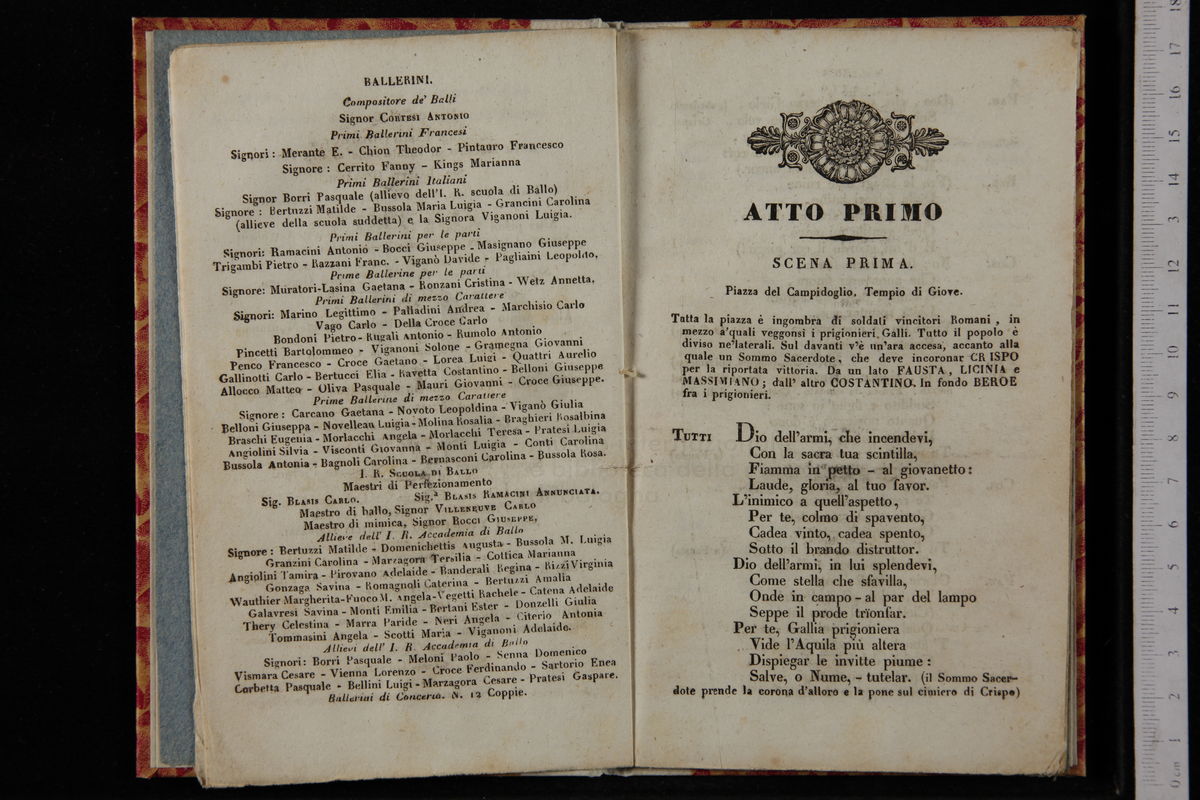 BALLERINI.
Compositore de' Balli
Signor CORTESI ANTONIO
Primi Ballerini Francesi
Signori : Merante E. - Chion Theodor - Pintauro Francesco
Signore : Cerrito Fanny - Kings Marianna
Primi Ballerini Italiani
Signor Borri Pasquale (allievo dell'I. R. scuola di Ballo)
Signore : Bertuzzi Matilde - Bussola Maria Luigia - Grancini Carolina
(allieve della scuola suddetta) e la Signora Viganoni Luigia.
Primi Ballerini per le parti
Signori: Ramacini Antonio - Bocci Giuseppe - Masignano Giuseppe
Trigambi Pietro - Razzani Franc. - Viganò Davide - Pagliaini Leopoldo,
Prime Ballerine per le parti
Signore: Muratori-Lasina Gaetana - Ronzani Cristina - Wetz Annetta,
Primi Ballerini di mezzo Carattere
Signori: Marino Legittimo - Palladini Andrea - Marchisio Carlo
Vago Carlo - Della Croce Carlo
Bondoni Pietro - Rugali Antonio - Rumolo Antonio
Pincetti Bartolommeo - Viganoni Solone - Gramegna Giovanni
Penco Francesco - Croce Gaetano - Lorea Luigi - Quattri Aurelio
Gallinotti Carlo - Bertucci Elia - Ravetta Costantino - Belloni Giuseppe
Allocco Matteo - Oliva Pasquale - Mauri Giovanni - Croce Giuseppe.
Prime Ballerine di mezzo Carattere
Signore : Carcano Gaetana - Novoto Leopoldina - Viganò Giulia
Belloni Giuseppa - Novelleau Luigia - Molina Rosalia - Braghieri Rosalbina
Braschi Eugenia - Morlacchi Angela - Morlacchi Teresa - Pratesi Luigia
Angiolini Silvia - Visconti Giovanna - Monti Luigia - Conti Carolina
Bussola Antonia - Bagnoli Carolina - Bernasconi Carolina - Bussola Rosa.
I. R. SCUOLA DI BALLO
Maestri di Perfezionamento
Sig. BLASIS CARLO. Sig.ª BLASIS RAMACINI ANNUNCIATA.
Maestro di ballo, Signor VILLENEUVE CARLO
Maestro di mimica, Signor BOCCI GIUSEPPE,
Allieve dell' I. R. Accademia di Ballo
Signore : Bertuzzi Matilde - Domenichettis Augusta - Bussola M. Luigia
Granzini Carolina - Marzagora Tersilia - Cottica Marianna
Angiolini Tamira - Pirovano Adelaide - Banderali Regina - Rizzi Virginia
Gonzaga Savina - Romagnoli Caterina - Bertuzzi Amalia
Wauthier Margherita - Fuoco M. Angela - Vegetti Rachele - Catena Adelaide
Galavresi Savina - Monti Emilia - Bertani Ester - Donzelli Giulia
Thery Celestina - Marra Paride - Neri Angela - Citerio Antonia
Tommasini Angela - Scotti Maria - Viganoni Adelaide.
Allievi dell' I. R. Accademia di Ballo
Signori: Borri Pasquale - Meloni Paolo - Senna Domenico
Vismara Cesare - Vienna Lorenzo - Croce Ferdinando - Sartorio Enea
Corbetta Pasquale - Bellini Luigi - Marzagora Cesare - Pratesi Gaspare.
Ballerini di Concerto. N. 12 Coppie.
ATTO PRIMO
SCENA PRIMA.
Piazza del Campidoglio, Tempio di Giove.
Tatta la piazza è ingombra di soldati vincitori Romani, in
mezzo a'quali veggonsi i prigionieri Galli. Tutto il popolo è
diviso ne'laterali. Sul davanti v'è un'ara accesa, accanto alla
quale un Sommo Sacerdote, che deve incoronar CRISPO
per la riportata vittoria. Da un lato FAUSTA, LICINIA e
MASSIMIANO; dall' altro COSTANTINO. In fondo BEROE
fra i prigionieri.
TUTTI Dio dell'armi, che incendevi,
Con la sacra tua scintilla,
Fiamma in petto - al giovanetto:
Laude, gloria, al tuo favor.
L'inimico a quell'aspetto,
Per te, colmo di spavento,
Cadea vinto, cadea spento,
Sotto il brando distruttor.
Dio dell'armi, in lui splendevi,
Come stella che sfavilla,
Onde in campo - al par del lampo
Seppe il prode trionfar.
Per te, Gallia prigioniera
Vide l'Aquila più altera
Dispiegar le invitte piume :
Salve, o Nume, - tutelar. (il Sommo Sacer-
dote prende la corona d'alloro e la pone sul cimiero di Crispo)
18
17
16
15
14
13
12
11
10
9
8
7
6
5
4
3
2
1
0 cm